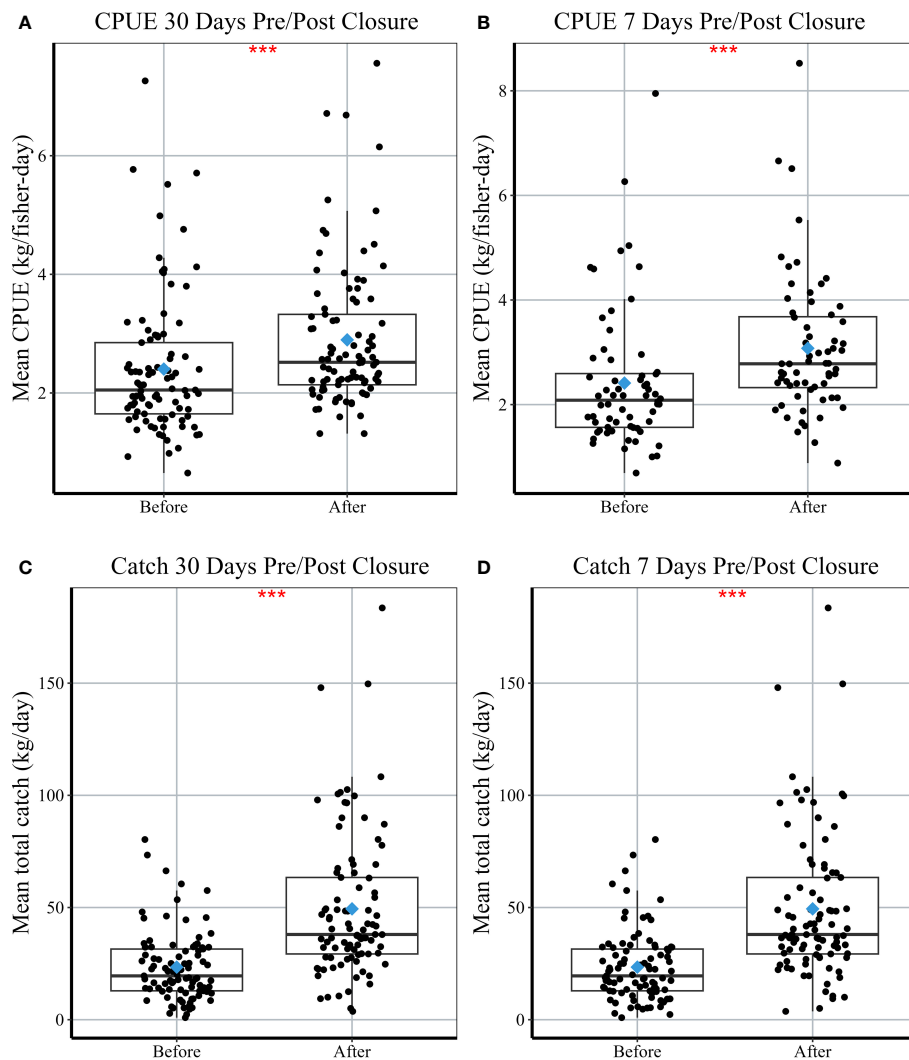 A CPUE 30 Days Pre/Post Closure
***
Mean CPUE (kg/fisher-day)
6
4
2
Before After
B CPUE 7 Days Pre/Post Closure
***
Mean CPUE (kg/fisher-day)
8
6
4
2
Before After
C Catch 30 Days Pre/Post Closure
***
Mean total catch (kg/day)
150
100
50
0
Before After
D Catch 7 Days Pre/Post Closure
***
Mean total catch (kg/day)
150
100
50
0
Before After